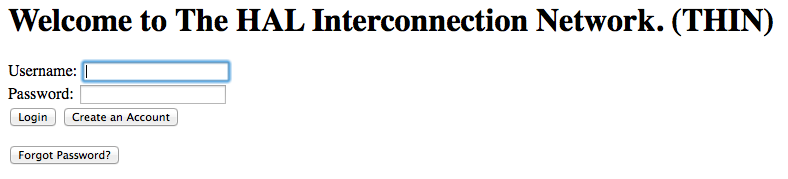 Welcome to The HAL Interconnection Network. (THIN)
Username:
Password:
Login Create an Account
Forgot Password?